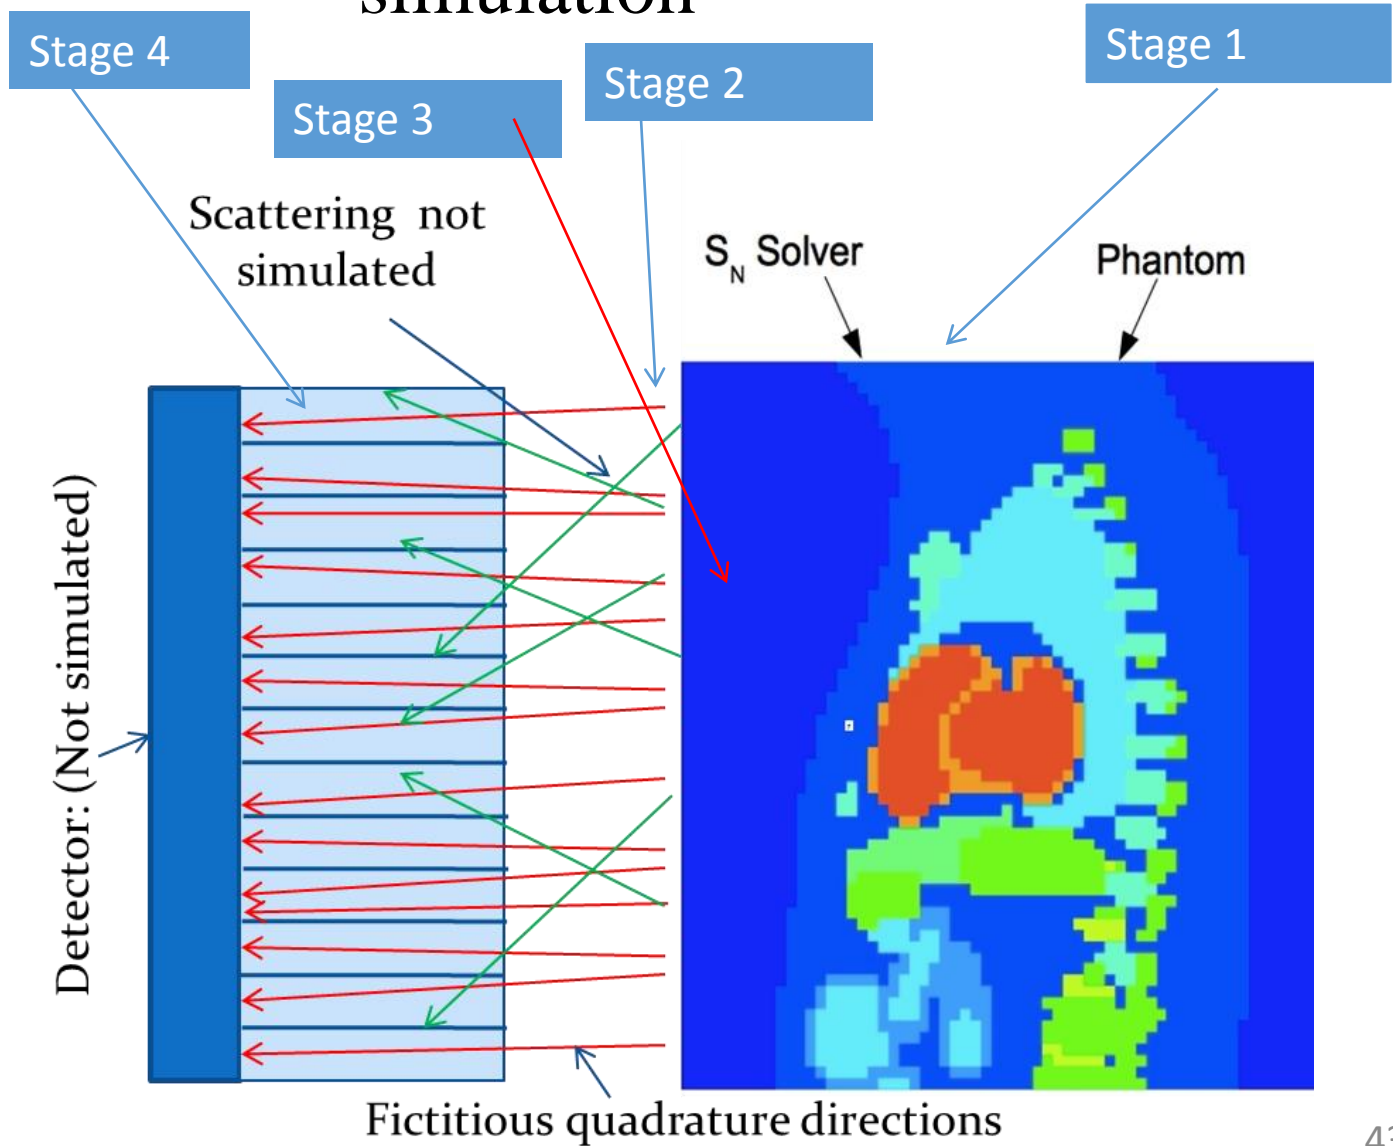 simulation
Stage 4
Stage 3
Stage 2
Stage 1
Scattering not
simulated
S_N Solver
Phantom
Detector: (Not simulated)
Fictitious quadrature directions